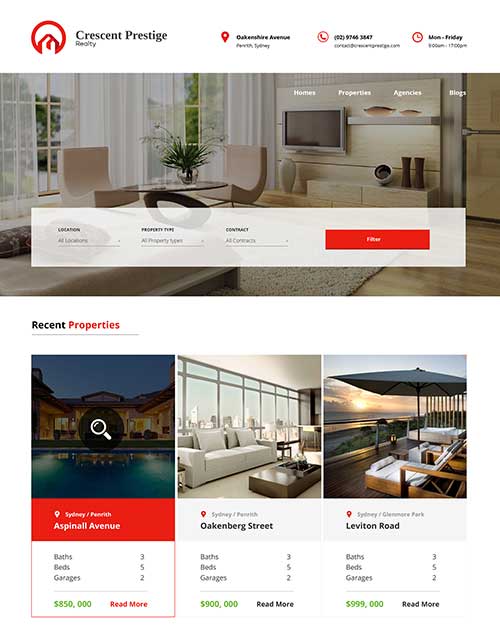 Crescent Prestige
Realty
Oakenshire Avenue
Penrith, Sydney
(02) 9746 3847
contact@crescentprestige.com
Mon - Friday
9:00am - 17:00pm
Homes Properties Agencies Blogs
LOCATION PROPERTY TYPE CONTRACT
All Locations All Property types All Contracts Filter
Recent Properties
Sydney / Penrith
Aspinall Avenue
Baths 3
Beds 5
Garages 2
$850, 000 Read More
Sydney / Penrith
Oakenberg Street
Baths 3
Beds 5
Garages 2
$900, 000 Read More
Sydney / Glenmore Park
Leviton Road
Baths 3
Beds 5
Garages 2
$999, 000 Read More